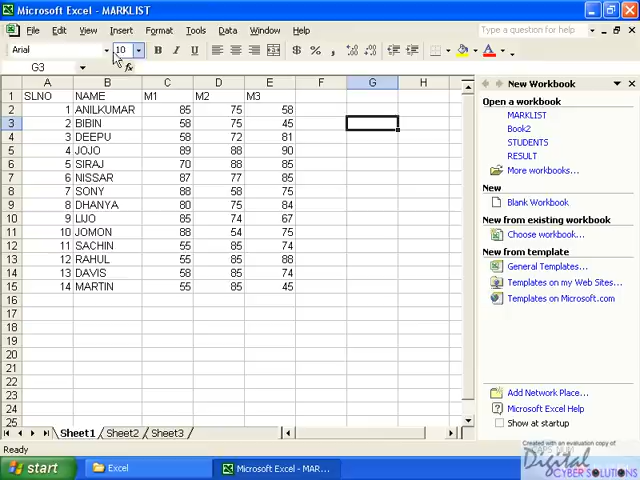 Microsoft Excel - MARKLIST
File Edit View Insert Format Tools Data Window Help
Type a question for help
Arial 10 B I U $ % ,
G3 fx
A B C D E F G H
1 SLNO NAME M1 M2 M3
2 1 ANILKUMAR 85 75 58
3 2 BIBIN 58 75 45
4 3 DEEPU 58 72 81
5 4 JOJO 89 88 90
6 5 SIRAJ 70 88 85
7 6 NISSAR 87 77 85
8 7 SONY 88 58 75
9 8 DHANYA 80 75 84
10 9 LIJO 85 74 67
11 10 JOMON 88 54 75
12 11 SACHIN 55 85 74
13 12 RAHUL 55 85 88
14 13 DAVIS 58 85 74
15 14 MARTIN 55 85 45
16
17
18
19
20
21
22
23
24
25
New Workbook
Open a workbook
MARKLIST
Book2
STUDENTS
RESULT
More workbooks...
New
Blank Workbook
New from existing workbook
Choose workbook...
New from template
General Templates...
Templates on my Web Sites...
Templates on Microsoft.com
Add Network Place...
Microsoft Excel Help
Show at startup
Sheet1 Sheet2 Sheet3
Ready
Created with an evaluation copy of
Digital
CYBER SOLUTIONS
start Excel Microsoft Excel - MAR...